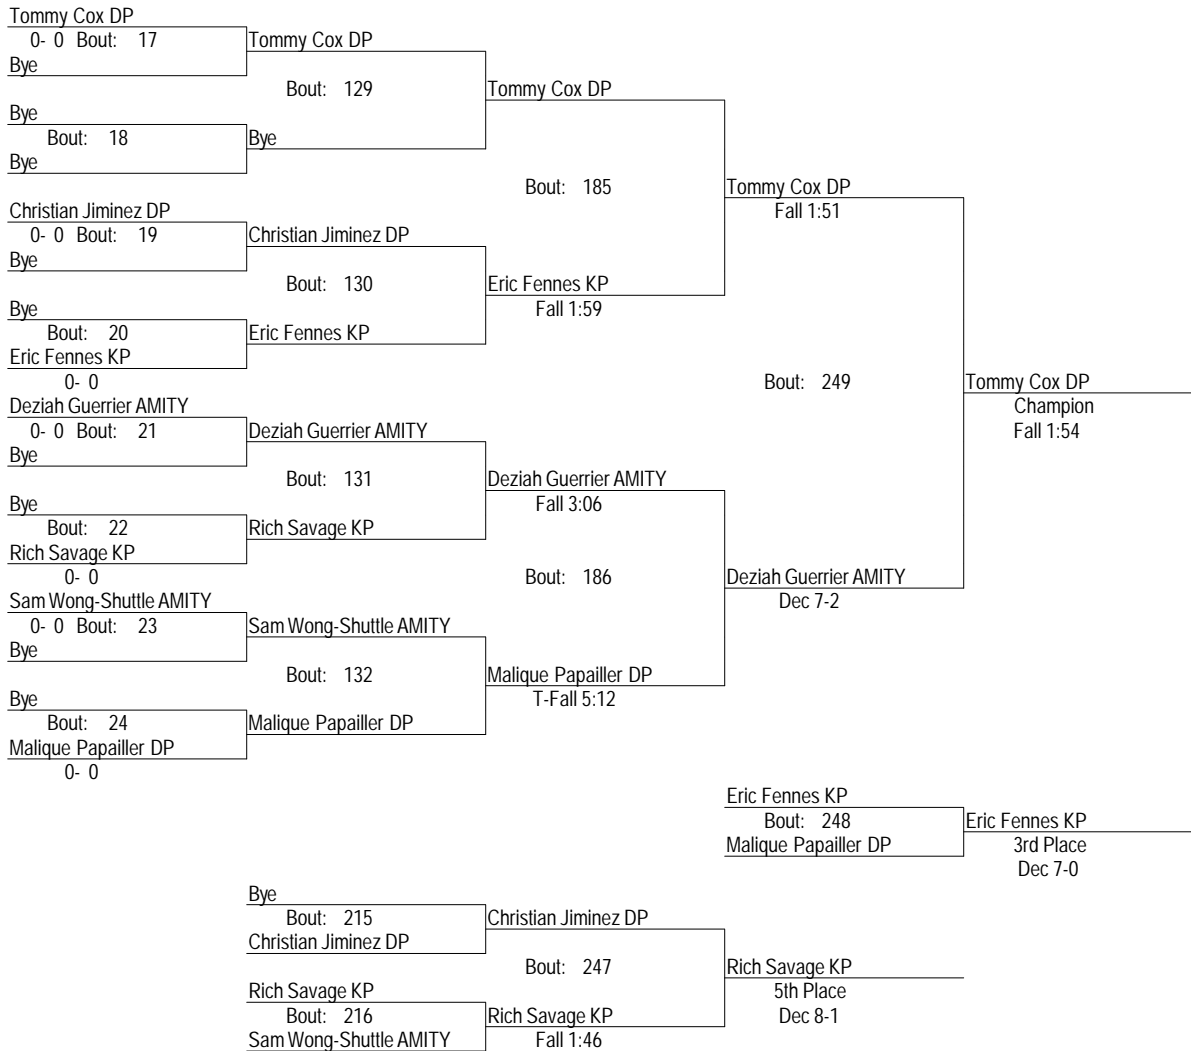 Tommy Cox DP
0- 0 Bout: 17
Bye
Tommy Cox DP
Bout: 129
Bye
Bout: 18
Bye
Bye
Tommy Cox DP
Bout: 185
Christian Jiminez DP
0- 0 Bout: 19
Bye
Christian Jiminez DP
Bout: 130
Bye
Bout: 20
Eric Fennes KP
0- 0
Eric Fennes KP
Eric Fennes KP
Fall 1:59
Tommy Cox DP
Fall 1:51
Bout: 249
Deziah Guerrier AMITY
0- 0 Bout: 21
Bye
Deziah Guerrier AMITY
Bout: 131
Bye
Bout: 22
Rich Savage KP
0- 0
Rich Savage KP
Deziah Guerrier AMITY
Fall 3:06
Bout: 186
Sam Wong-Shuttle AMITY
0- 0 Bout: 23
Bye
Sam Wong-Shuttle AMITY
Bout: 132
Bye
Bout: 24
Malique Papailler DP
0- 0
Malique Papailler DP
Malique Papailler DP
T-Fall 5:12
Deziah Guerrier AMITY
Dec 7-2
Tommy Cox DP
Champion
Fall 1:54
Eric Fennes KP
Bout: 248
Malique Papailler DP
Eric Fennes KP
3rd Place
Dec 7-0
Bye
Bout: 215
Christian Jiminez DP
Christian Jiminez DP
Bout: 247
Rich Savage KP
Bout: 216
Sam Wong-Shuttle AMITY
Rich Savage KP
Fall 1:46
Rich Savage KP
5th Place
Dec 8-1